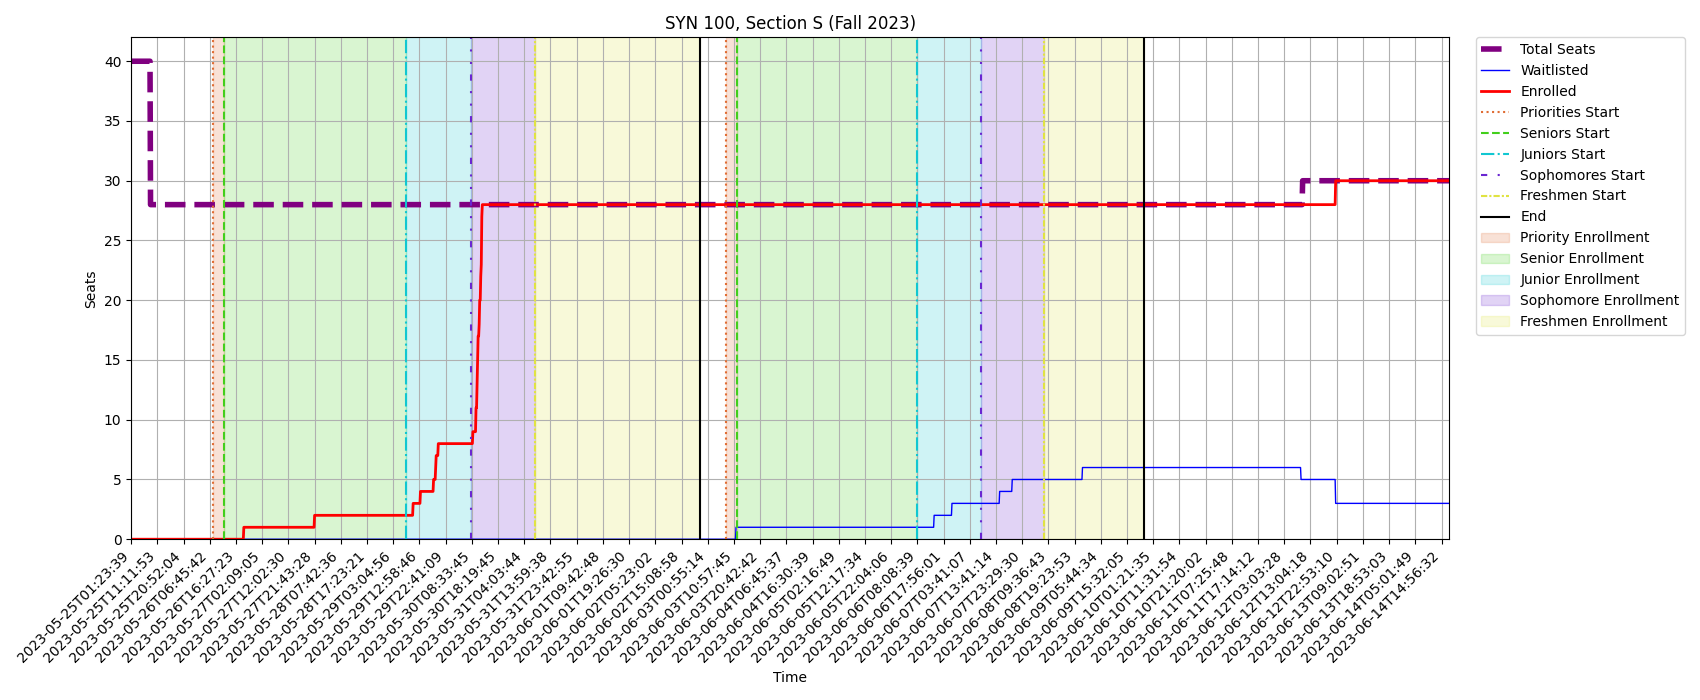 SYN 100, Section S (Fall 2023)
Total Seats
Waitlisted
Enrolled
Priorities Start
Seniors Start
Juniors Start
Sophomores Start
Freshmen Start
End
Priority Enrollment
Senior Enrollment
Junior Enrollment
Sophomore Enrollment
Freshmen Enrollment
Seats
40
35
30
25
20
15
10
5
0
2023-05-25T01:23:39
2023-05-25T11:11:53
2023-05-25T20:52:04
2023-05-26T06:45:42
2023-05-26T16:27:23
2023-05-27T02:09:05
2023-05-27T12:02:30
2023-05-27T21:43:28
2023-05-28T07:42:36
2023-05-28T17:23:21
2023-05-29T03:04:56
2023-05-29T12:58:46
2023-05-29T22:41:09
2023-05-30T08:33:45
2023-05-30T18:19:45
2023-05-31T04:03:44
2023-05-31T13:59:38
2023-05-31T23:42:55
2023-06-01T09:42:48
2023-06-01T19:26:30
2023-06-02T05:23:02
2023-06-02T15:08:58
2023-06-03T00:55:14
2023-06-03T10:57:45
2023-06-03T20:42:42
2023-06-04T06:45:37
2023-06-04T16:30:39
2023-06-05T02:16:49
2023-06-05T12:17:34
2023-06-05T22:04:06
2023-06-06T08:08:39
2023-06-06T17:56:01
2023-06-07T03:41:07
2023-06-07T13:41:14
2023-06-07T23:29:30
2023-06-08T09:36:43
2023-06-08T19:23:53
2023-06-09T05:44:34
2023-06-09T15:32:05
2023-06-10T01:21:35
2023-06-10T11:31:54
2023-06-10T21:20:02
2023-06-11T07:25:48
2023-06-11T17:14:12
2023-06-12T03:03:28
2023-06-12T13:04:18
2023-06-12T22:53:10
2023-06-13T09:02:51
2023-06-13T18:53:03
2023-06-14T05:01:49
2023-06-14T14:56:32
Time